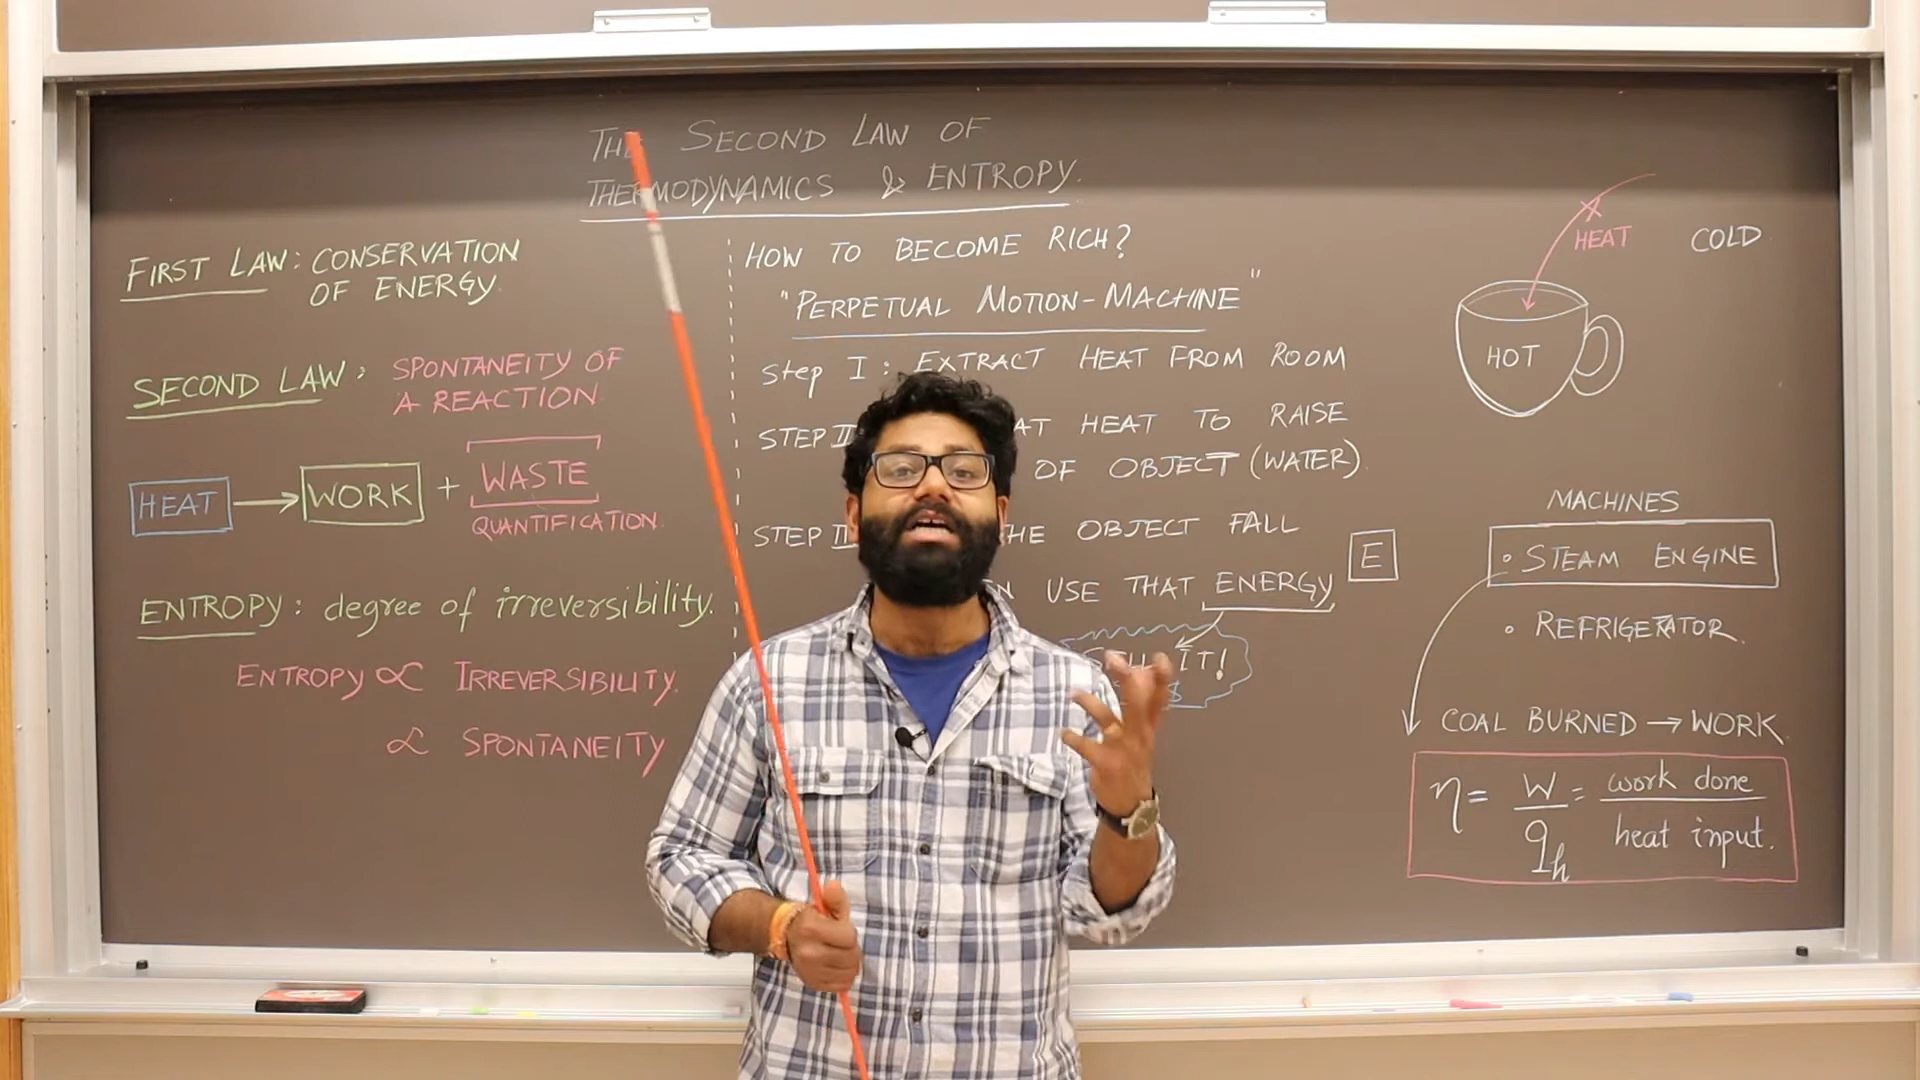 THE SECOND LAW OF
THERMODYNAMICS & ENTROPY.
FIRST LAW: CONSERVATION
OF ENERGY.
SECOND LAW: SPONTANEITY OF
A REACTION
HEAT → WORK + WASTE
QUANTIFICATION.
ENTROPY: degree of irreversibility.
ENTROPY ∝ IRREVERSIBILITY.
∝ SPONTANEITY
HOW TO BECOME RICH?
"PERPETUAL MOTION-MACHINE"
Step I: EXTRACT HEAT FROM ROOM
STEP II HEAT TO RAISE
OF OBJECT (WATER).
STEP OBJECT FALL
USE THAT ENERGY
E
IT!
$
HEAT
COLD
HOT
MACHINES
• STEAM ENGINE
• REFRIGERATOR.
COAL BURNED → WORK.
η = W/qh = work done/heat input.